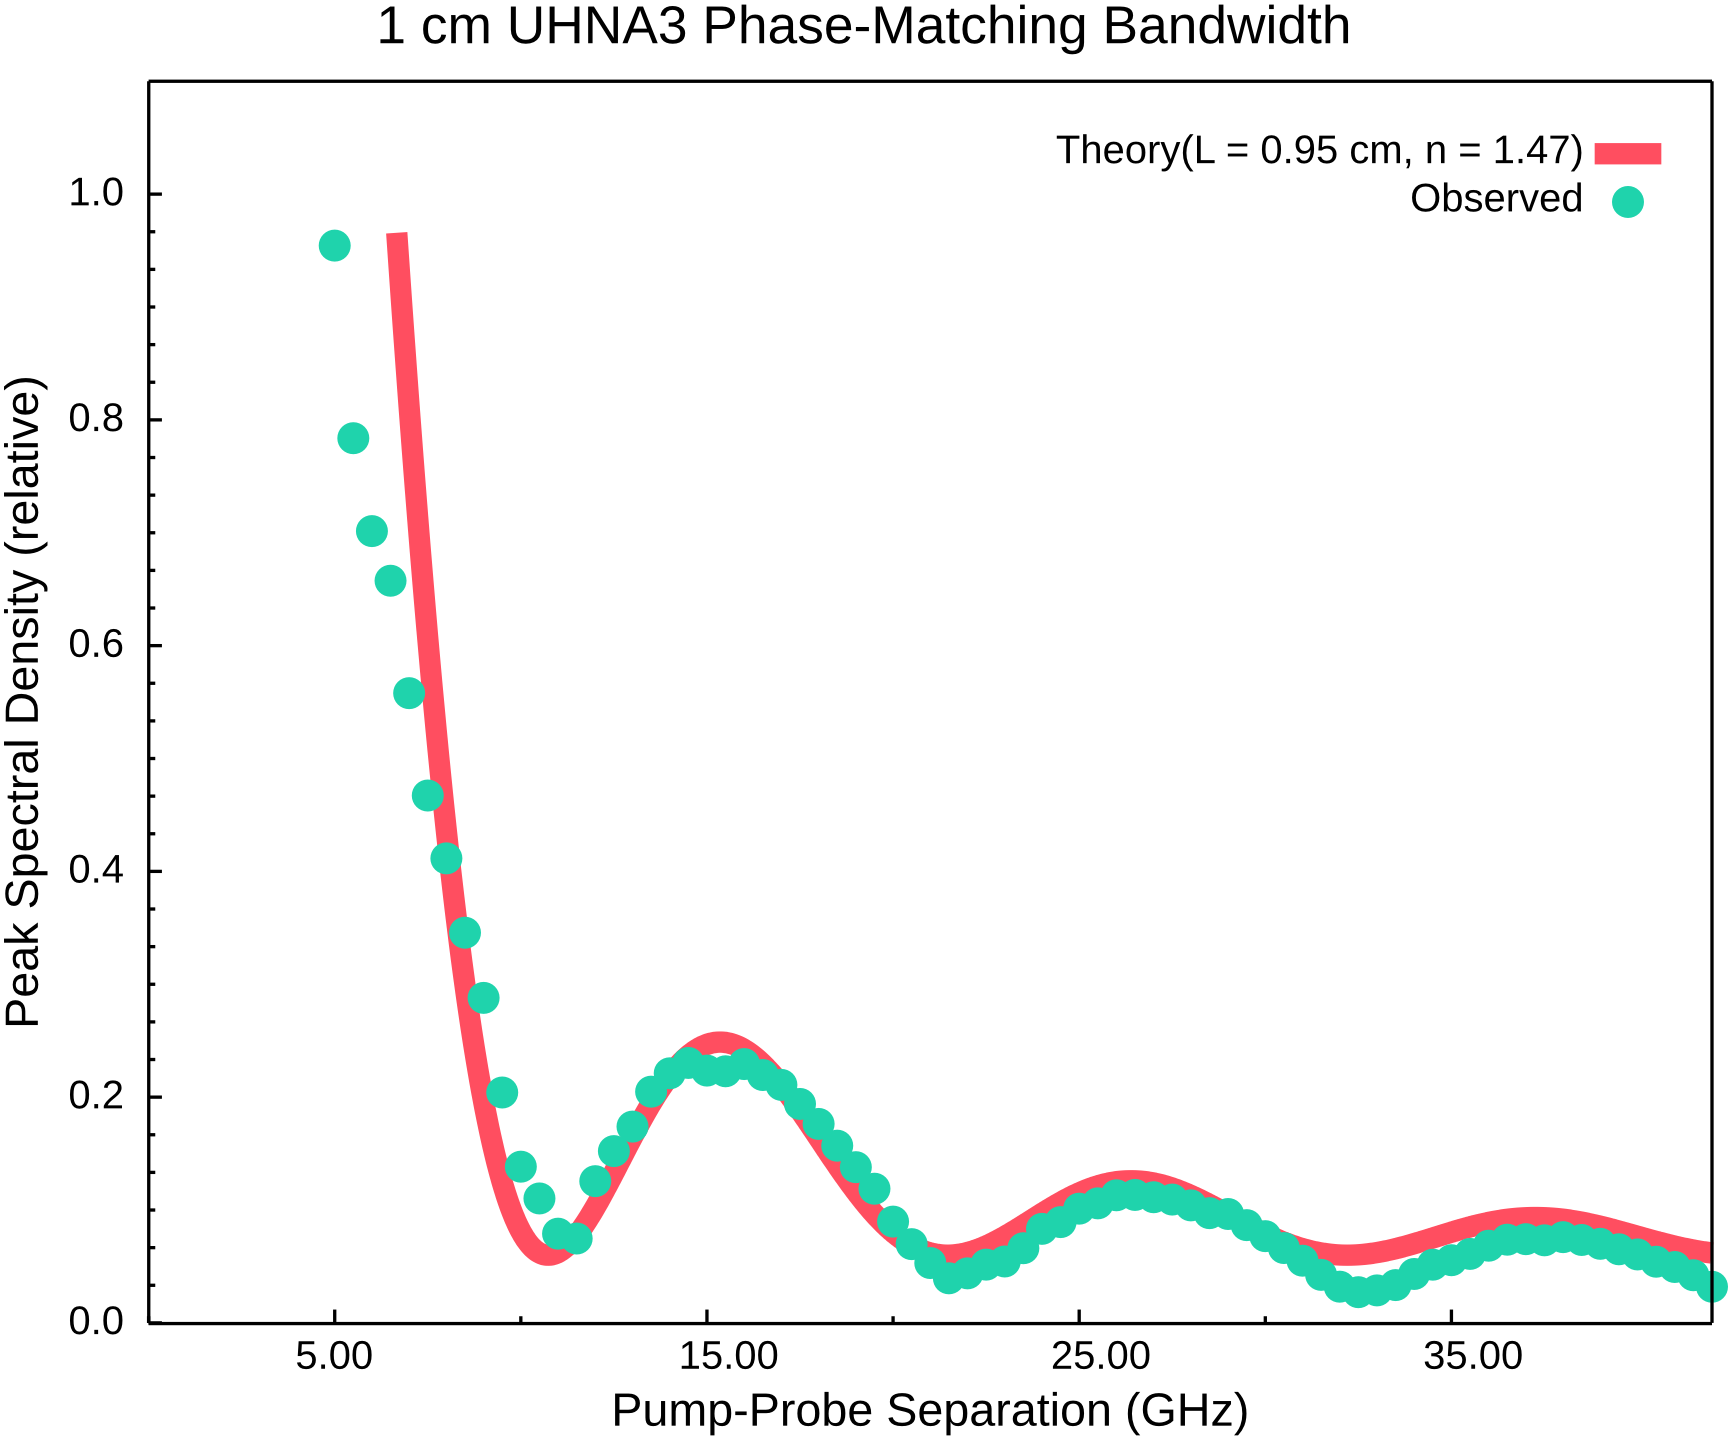 1 cm UHNA3 Phase-Matching Bandwidth
Theory(L = 0.95 cm, n = 1.47)
Observed
Peak Spectral Density (relative)
1.0
0.8
0.6
0.4
0.2
0.0
5.00 15.00 25.00 35.00
Pump-Probe Separation (GHz)